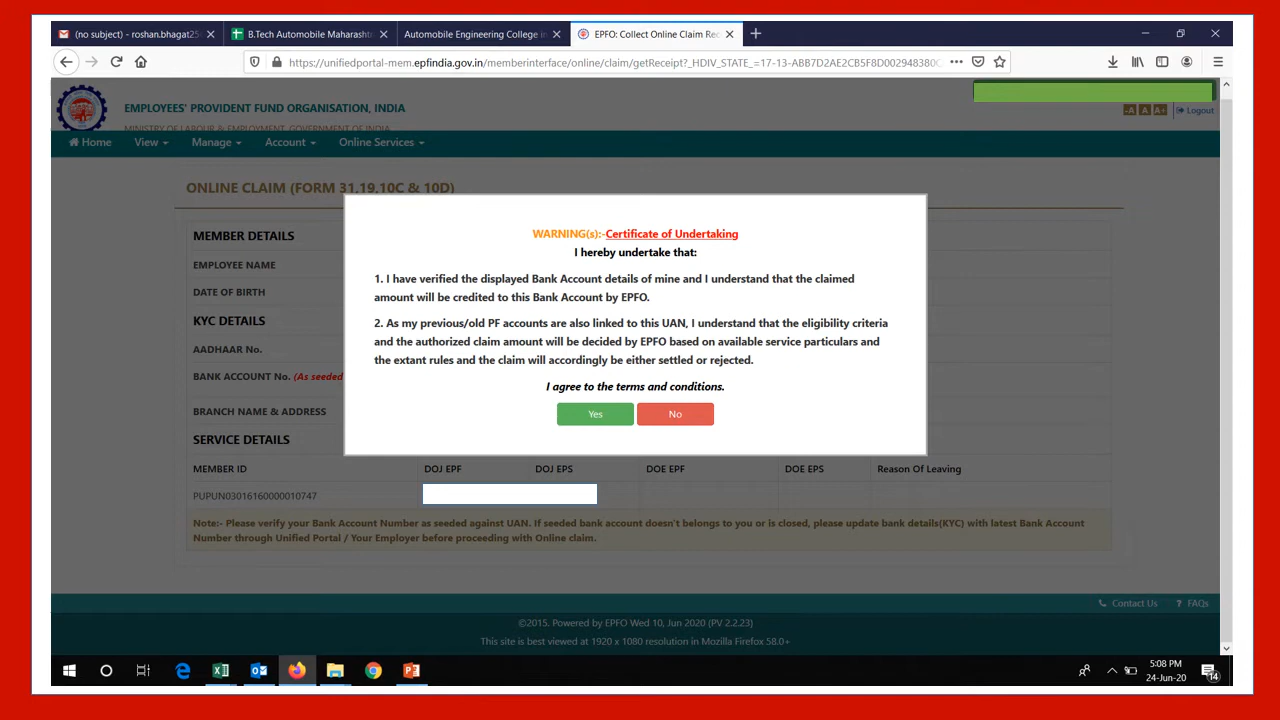 (no subject) - roshan.bhagat25
B.Tech Automobile Maharasht
Automobile Engineering College in
EPFO: Collect Online Claim Rec
https://unifiedportal-mem.epfindia.gov.in/memberinterface/online/claim/getReceipt?_HDIV_STATE_=17-13-ABB7D2AE2CB5F8D002948380C
EMPLOYEES' PROVIDENT FUND ORGANISATION, INDIA
MINISTRY OF LABOUR & EMPLOYMENT, GOVERNMENT OF INDIA
-A A A+ Logout
Home View Manage Account Online Services
ONLINE CLAIM (FORM 31,19,10C & 10D)
MEMBER DETAILS
EMPLOYEE NAME
DATE OF BIRTH
KYC DETAILS
AADHAAR No.
BANK ACCOUNT No. (As seeded
BRANCH NAME & ADDRESS
SERVICE DETAILS
WARNING(s):-Certificate of Undertaking
I hereby undertake that:
1. I have verified the displayed Bank Account details of mine and I understand that the claimed
amount will be credited to this Bank Account by EPFO.
2. As my previous/old PF accounts are also linked to this UAN, I understand that the eligibility criteria
and the authorized claim amount will be decided by EPFO based on available service particulars and
the extant rules and the claim will accordingly be either settled or rejected.
I agree to the terms and conditions.
Yes No
MEMBER ID DOJ EPF DOJ EPS DOE EPF DOE EPS Reason Of Leaving
PUPUN03016160000010747
Note:- Please verify your Bank Account Number as seeded against UAN. If seeded bank account doesn't belongs to you or is closed, please update bank details(KYC) with latest Bank Account
Number through Unified Portal / Your Employer before proceeding with Online claim.
Contact Us ? FAQs
©2015. Powered by EPFO Wed 10, Jun 2020 (PV 2.2.23)
This site is best viewed at 1920 x 1080 resolution in Mozilla Firefox 58.0+
5:08 PM
24-Jun-20
14